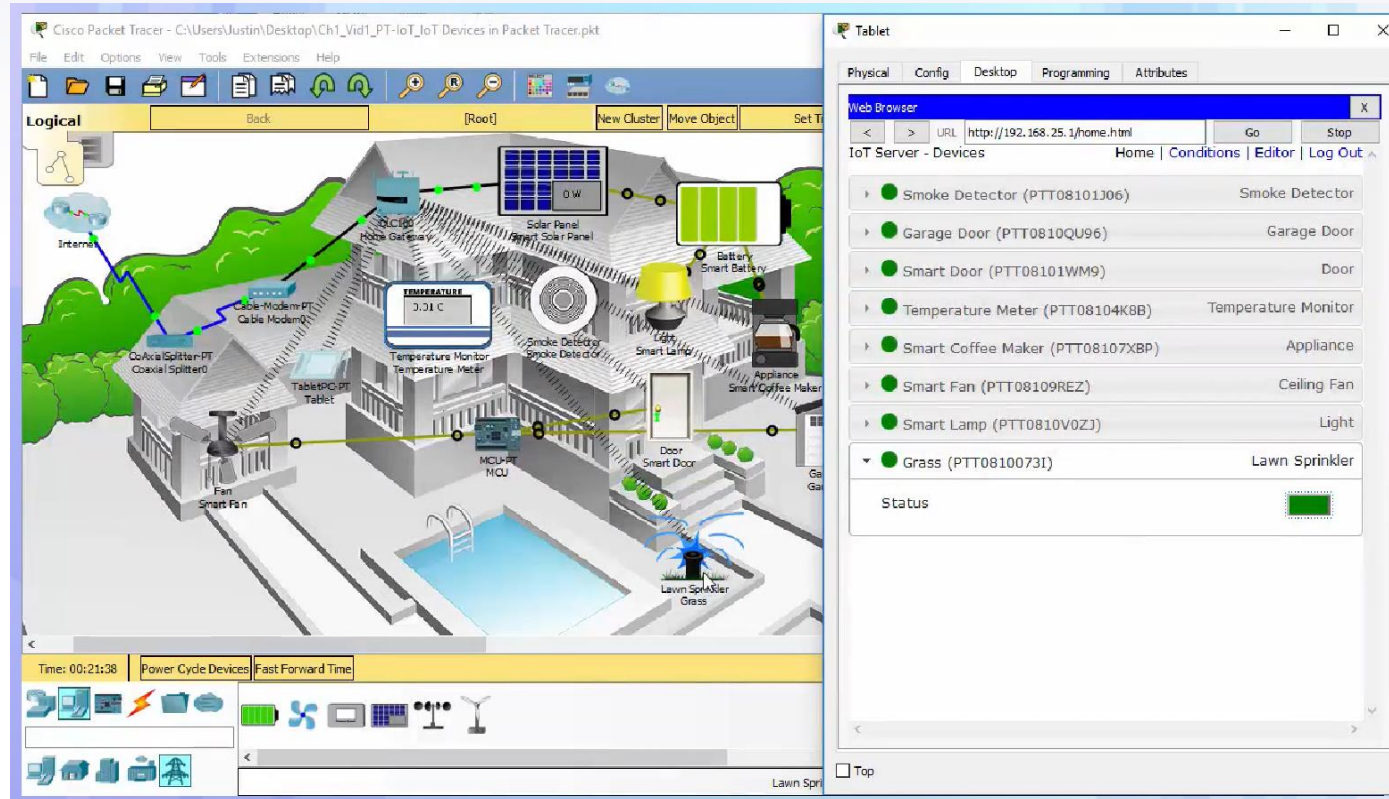 Cisco Packet Tracer - C:\Users\Justin\Desktop\Ch1_Vid1_PT-IoT_IoT Devices in Packet Tracer.pkt
File Edit Options View Tools Extensions Help
Logical
Back
[Root]
New Cluster
Move Object
Set Ti
Internet
Cable-Modem-PT
Cable Modem0
CoAxialSplitter-PT
Coaxial Splitter0
Home Gateway
0 W
Solar Panel
Smart Solar Panel
Battery
Smart Battery
TEMPERATURE
0.01 C
Temperature Monitor
Temperature Meter
Smoke Detector
Smoke Detector
Light
Smart Lamp
Appliance
Smart Coffee Maker
TabletPC-PT
Tablet
MCU-PT
MCU
Door
Smart Door
Ga
Ga
Fan
Smart Fan
Lawn Sprinkler
Grass
Time: 00:21:38
Power Cycle Devices
Fast Forward Time
Lawn Spri
Tablet
Physical Config Desktop Programming Attributes
Web Browser
X
< > URL http://192.168.25.1/home.html Go Stop
IoT Server - Devices Home | Conditions | Editor | Log Out
Smoke Detector (PTT08101J06) Smoke Detector
Garage Door (PTT0810QU96) Garage Door
Smart Door (PTT08101WM9) Door
Temperature Meter (PTT08104K8B) Temperature Monitor
Smart Coffee Maker (PTT08107XBP) Appliance
Smart Fan (PTT08109REZ) Ceiling Fan
Smart Lamp (PTT0810V0ZJ) Light
Grass (PTT0810073I) Lawn Sprinkler
Status
Top